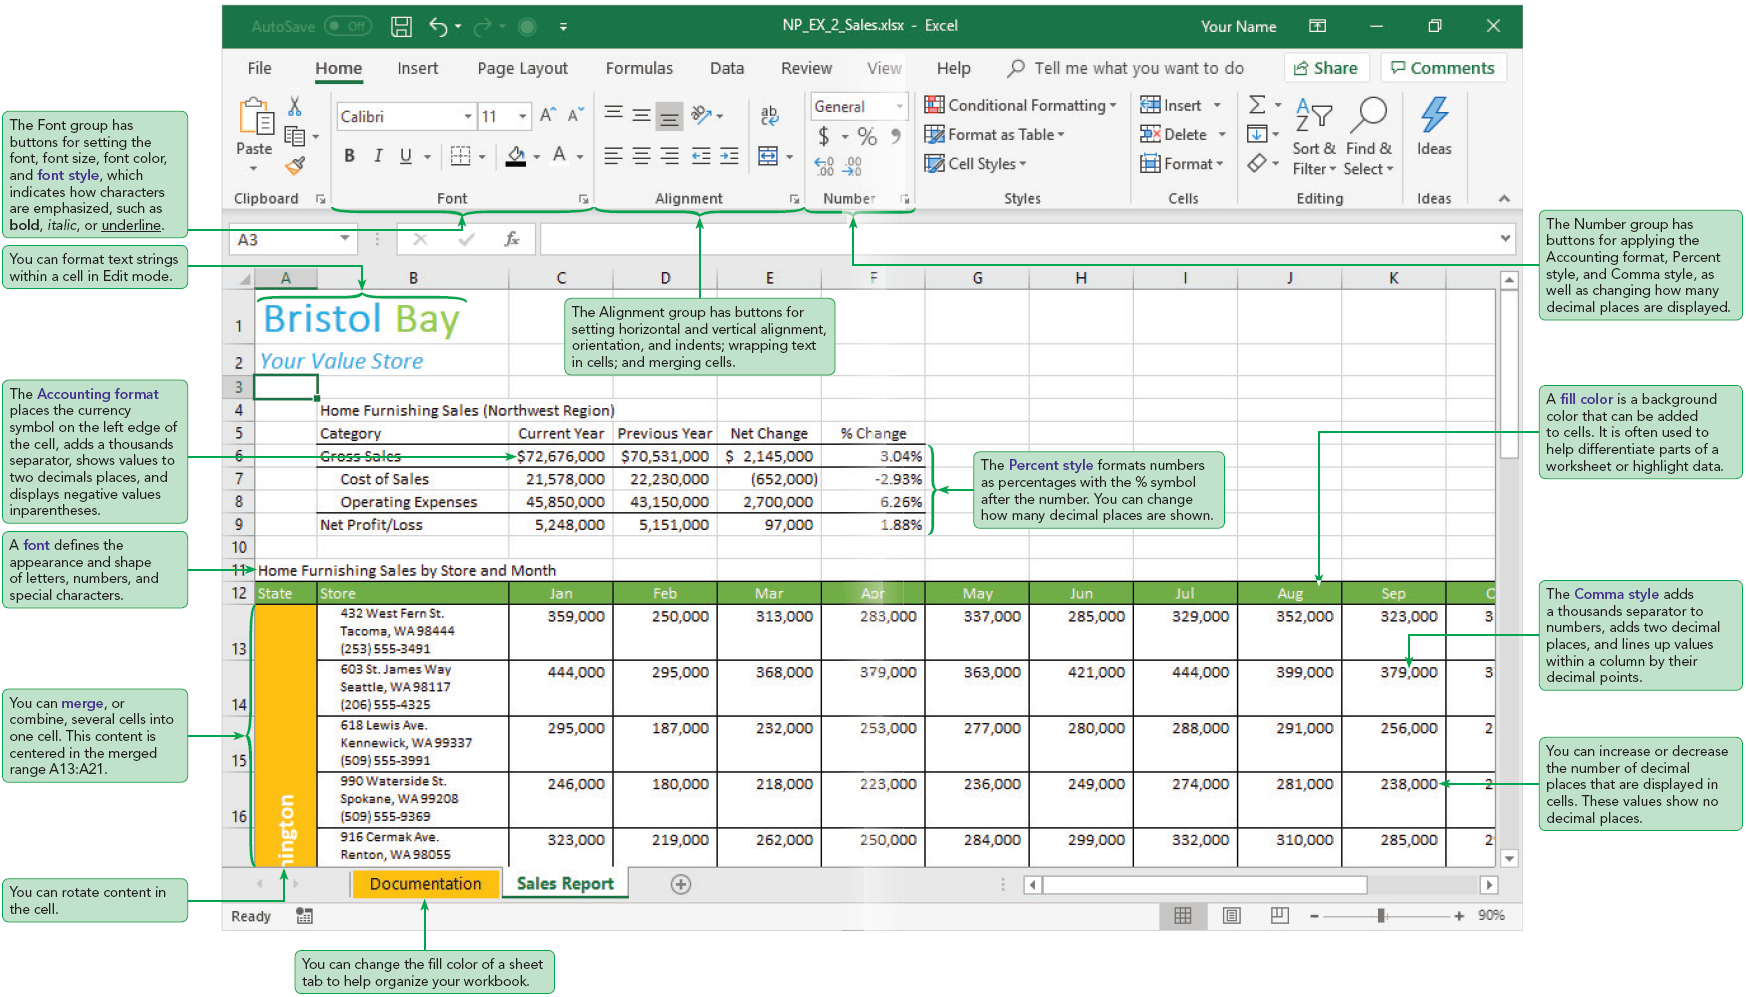 AutoSave Off
NP_EX_2_Sales.xlsx - Excel
Your Name
File Home Insert Page Layout Formulas Data Review View Help Tell me what you want to do Share Comments
Paste
Clipboard
Calibri 11
B I U A
Font
ab
Alignment
General
$ % 9
.00 .00
Number
Conditional Formatting
Format as Table
Cell Styles
Styles
Insert
Delete
Format
Cells
Sort & Filter
Find & Select
Editing
Ideas
Ideas
A3
fx
The Font group has
buttons for setting the
font, font size, font color,
and font style, which
indicates how characters
are emphasized, such as
bold, italic, or underline.
You can format text strings
within a cell in Edit mode.
The Accounting format
places the currency
symbol on the left edge of
the cell, adds a thousands
separator, shows values to
two decimals places, and
displays negative values
inparentheses.
A font defines the
appearance and shape
of letters, numbers, and
special characters.
You can merge, or
combine, several cells into
one cell. This content is
centered in the merged
range A13:A21.
You can rotate content in
the cell.
The Alignment group has buttons for
setting horizontal and vertical alignment,
orientation, and indents; wrapping text
in cells; and merging cells.
The Number group has
buttons for applying the
Accounting format, Percent
style, and Comma style, as
well as changing how many
decimal places are displayed.
The Percent style formats numbers
as percentages with the % symbol
after the number. You can change
how many decimal places are shown.
A fill color is a background
color that can be added
to cells. It is often used to
help differentiate parts of a
worksheet or highlight data.
The Comma style adds
a thousands separator to
numbers, adds two decimal
places, and lines up values
within a column by their
decimal points.
You can increase or decrease
the number of decimal
places that are displayed in
cells. These values show no
decimal places.
A B C D E F G H I J K
1 Bristol Bay
2 Your Value Store
3
4 Home Furnishing Sales (Northwest Region)
5 Category Current Year Previous Year Net Change % Change
6 Gross Sales $72,676,000 $70,531,000 $ 2,145,000 3.04%
7 Cost of Sales 21,578,000 22,230,000 (652,000) -2.93%
8 Operating Expenses 45,850,000 43,150,000 2,700,000 6.26%
9 Net Profit/Loss 5,248,000 5,151,000 97,000 1.88%
10
11 Home Furnishing Sales by Store and Month
12 State Store Jan Feb Mar Apr May Jun Jul Aug Sep
432 West Fern St. 359,000 250,000 313,000 283,000 337,000 285,000 329,000 352,000 323,000 3
Tacoma, WA 98444
13 (253) 555-3491
603 St. James Way 444,000 295,000 368,000 379,000 363,000 421,000 444,000 399,000 379,000 3
Seattle, WA 98117
14 (206) 555-4325
618 Lewis Ave. 295,000 187,000 232,000 253,000 277,000 280,000 288,000 291,000 256,000 2
Kennewick, WA 99337
15 (509) 555-3991
990 Waterside St. 246,000 180,000 218,000 223,000 236,000 249,000 274,000 281,000 238,000 2
Spokane, WA 99208
16 (509) 555-9369
916 Cermak Ave. 323,000 219,000 262,000 250,000 284,000 299,000 332,000 310,000 285,000 2
Renton, WA 98055
hington
Documentation Sales Report
Ready 90%
You can change the fill color of a sheet
tab to help organize your workbook.